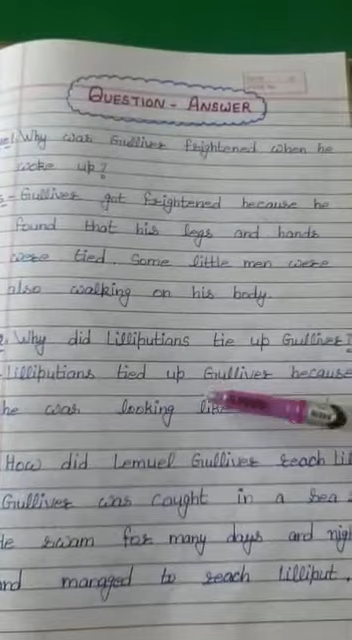 QUESTION - ANSWER
Why was Gulliver frightened when he
woke up?
- Gulliver got frightened because he
found that his legs and hands
were tied. Some little men were
also walking on his body.
Why did Lilliputians tie up Gulliver?
Lilliputians tied up Gulliver because
he was looking like
How did Lemuel Gulliver reach Lil
Gulliver was caught in a sea s
He swam for many days and nigh
and managed to reach Lilliput.